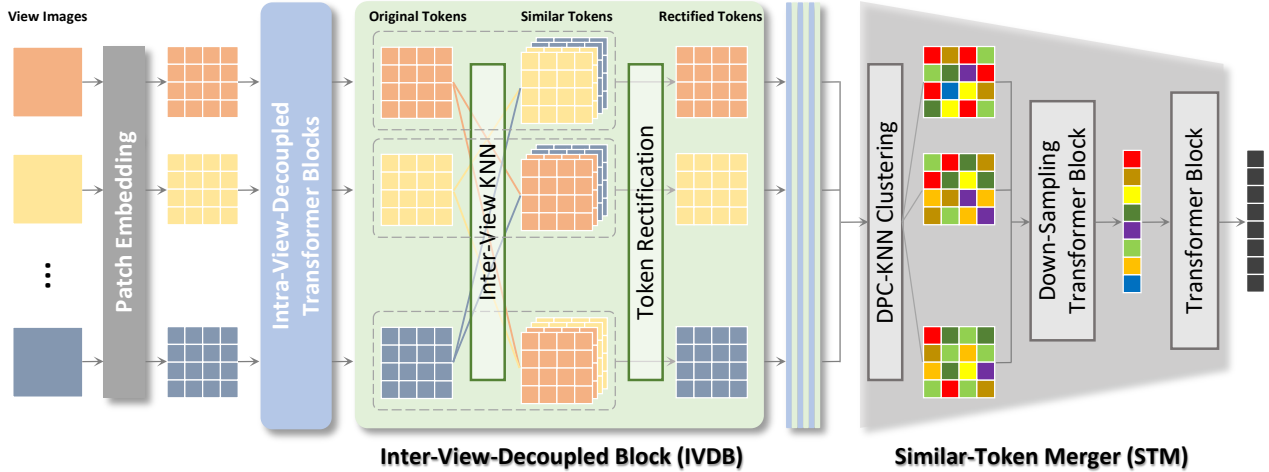 View Images
Patch Embedding
Intra-View-Decoupled
Transformer Blocks
Original Tokens
Similar Tokens
Rectified Tokens
Inter-View KNN
Token Rectification
Inter-View-Decoupled Block (IVDB)
DPC-KNN Clustering
Down-Sampling
Transformer Block
Transformer Block
Similar-Token Merger (STM)
...